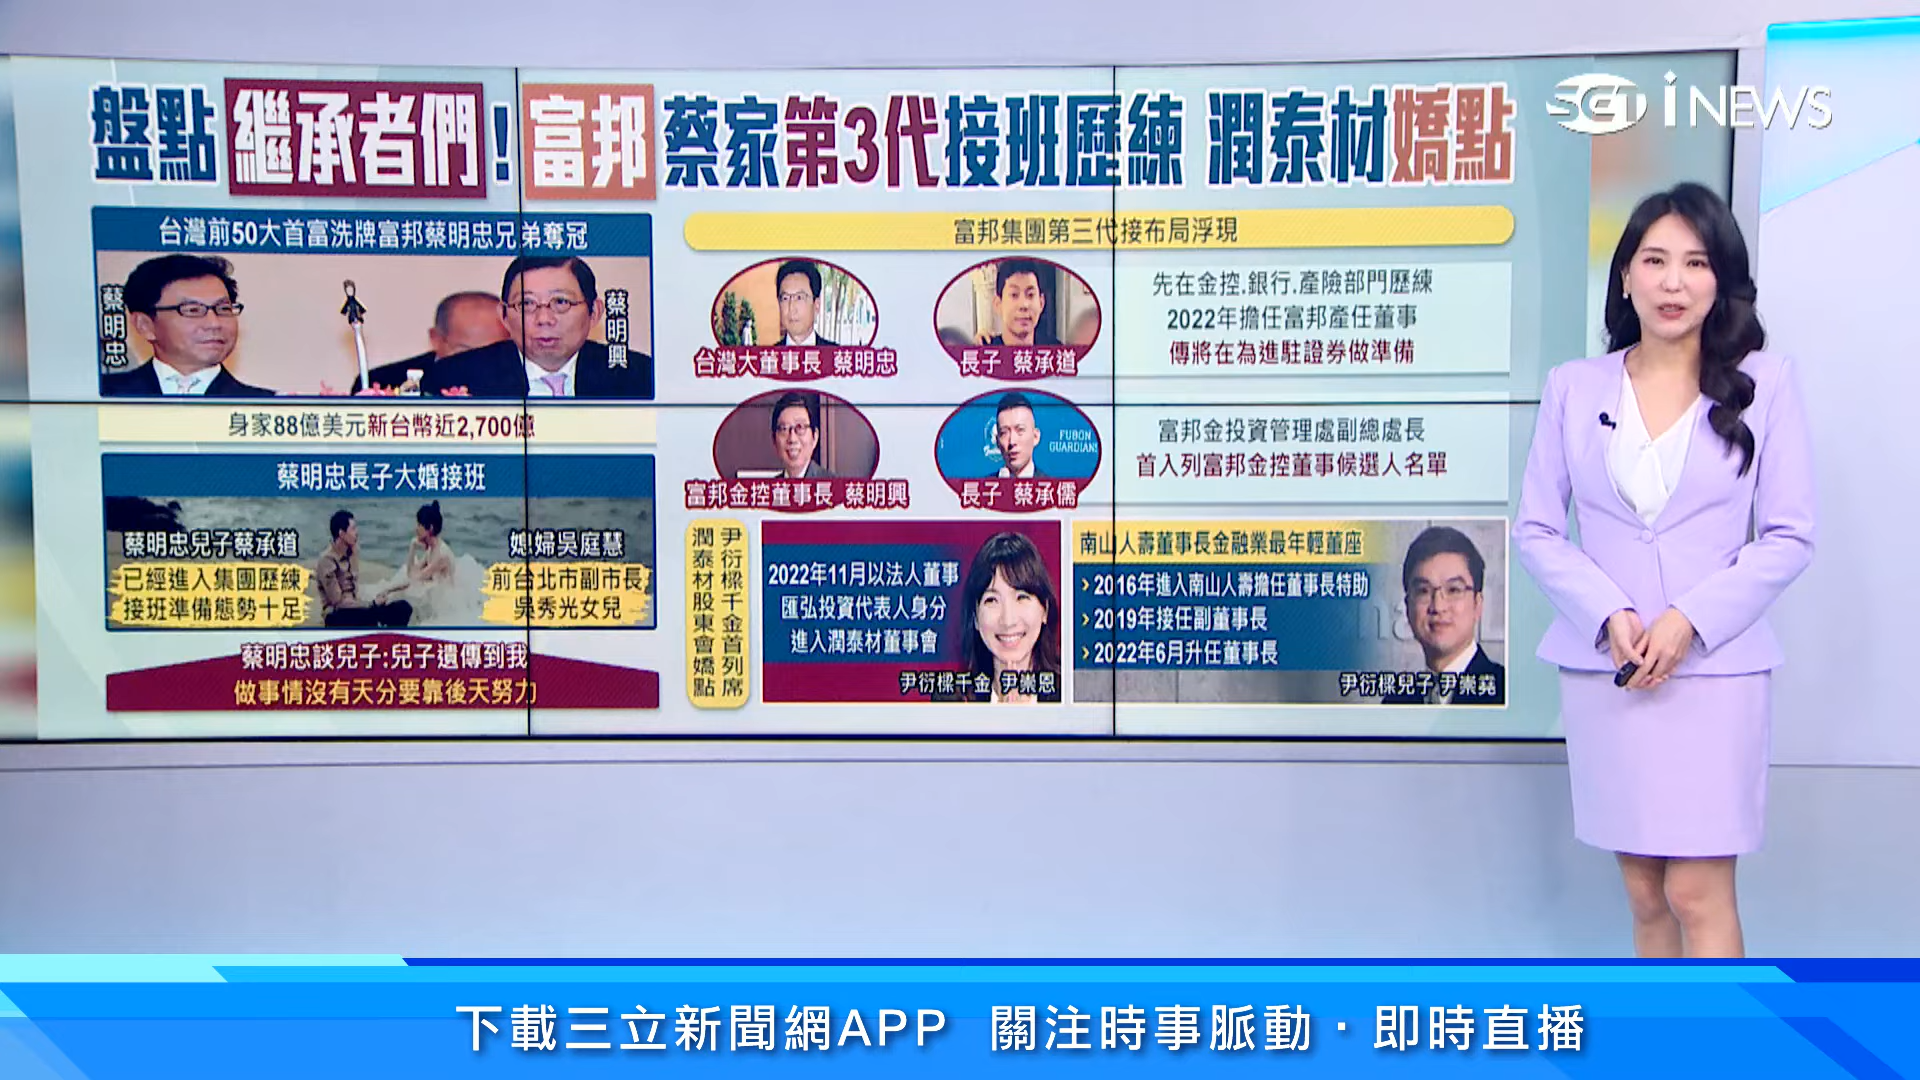 盤點繼承者們!富邦蔡家第3代接班歷練 潤泰材嬌點
SET iNEWS
台灣前50大首富洗牌富邦蔡明忠兄弟奪冠
蔡明忠
蔡明興
身家88億美元新台幣近2,700億
蔡明忠長子大婚接班
蔡明忠兒子蔡承道
已經進入集團歷練
接班準備態勢十足
媳婦吳庭慧
前台北市副市長
吳秀光女兒
蔡明忠談兒子:兒子遺傳到我
做事情沒有天分要靠後天努力
富邦集團第三代接布局浮現
台灣大董事長 蔡明忠
長子 蔡承道
先在金控.銀行.產險部門歷練
2022年擔任富邦產任董事
傳將在為進駐證券做準備
富邦金控董事長 蔡明興
FUBON
GUARDIANS
長子 蔡承儒
富邦金投資管理處副總處長
首入列富邦金控董事候選人名單
尹衍樑千金首列席
潤泰材股東會嬌點
2022年11月以法人董事
匯弘投資代表人身分
進入潤泰材董事會
尹衍樑千金 尹崇恩
南山人壽董事長金融業最年輕董座
2016年進入南山人壽擔任董事長特助
2019年接任副董事長
2022年6月升任董事長
尹衍樑兒子 尹崇堯
下載三立新聞網APP 關注時事脈動・即時直播